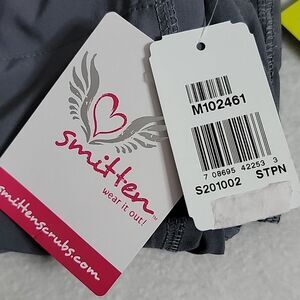 smitten
wear it out!
smittenscrubs.com
M102461
7 08695 42253 3
S201002 STPN